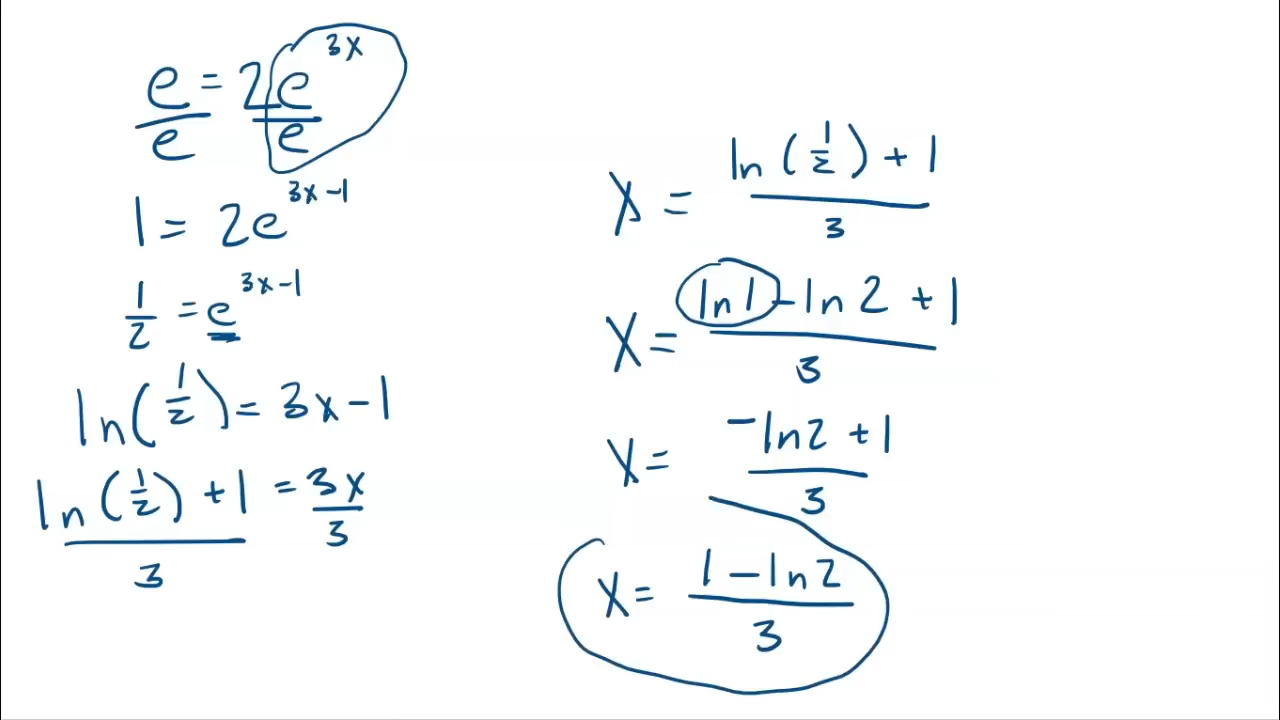 e/e = 2e^(3x)/e
1 = 2e^(3x-1)
1/2 = e^(3x-1)
ln(1/2) = 3x-1
(ln(1/2)+1)/3 = 3x/3
x = (ln(1/2)+1)/3
x = (ln1-ln2+1)/3
x = (-ln2+1)/3
x = (1-ln2)/3